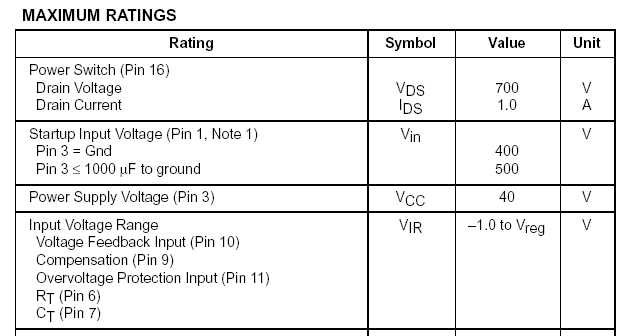 MAXIMUM RATINGS
Rating Symbol Value Unit
Power Switch (Pin 16)
Drain Voltage VDS 700 V
Drain Current IDS 1.0 A
Startup Input Voltage (Pin 1, Note 1) Vin V
Pin 3 = Gnd 400
Pin 3 ≤ 1000 µF to ground 500
Power Supply Voltage (Pin 3) VCC 40 V
Input Voltage Range VIR –1.0 to Vreg V
Voltage Feedback Input (Pin 10)
Compensation (Pin 9)
Overvoltage Protection Input (Pin 11)
RT (Pin 6)
CT (Pin 7)